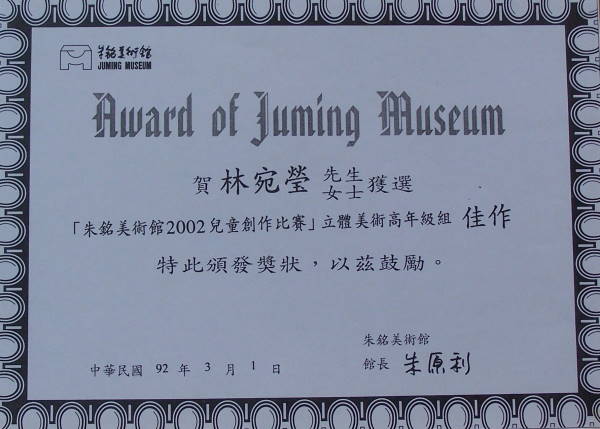 朱銘美術館
JUMING MUSEUM
Award of Juming Museum
賀 林宛瑩 先生 女士 獲選
「朱銘美術館2002兒童創作比賽」立體美術高年級組 佳作
特此頒發獎狀，以茲鼓勵。
朱銘美術館
館長 朱原利
中華民國 92 年 3 月 1 日